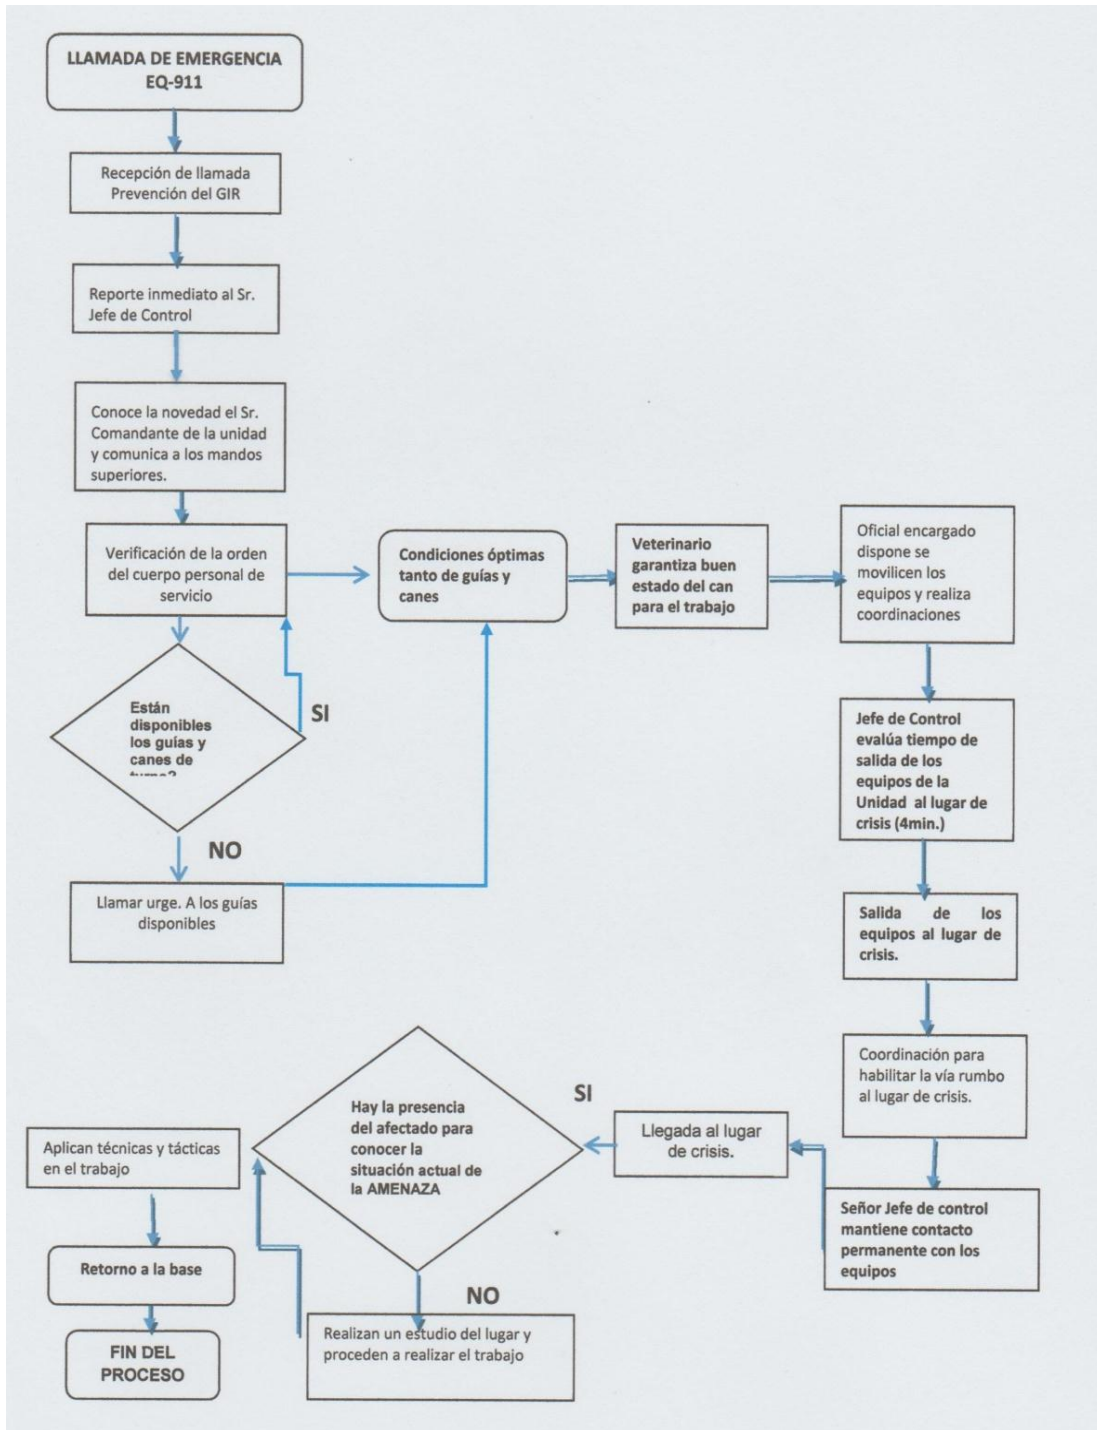 LLAMADA DE EMERGENCIA
EQ-911
Recepción de llamada
Prevención del GIR
Reporte inmediato al Sr.
Jefe de Control
Conoce la novedad el Sr.
Comandante de la unidad
y comunica a los mandos
superiores.
Verificación de la orden
del cuerpo personal de
servicio
Condiciones óptimas
tanto de guías y
canes
Veterinario
garantiza buen
estado del can
para el trabajo
Oficial encargado
dispone se
movilicen los
equipos y realiza
coordinaciones
Están
disponibles
los guías y
canes de
SI
NO
Llamar urge. A los guías
disponibles
Jefe de Control
evalúa tiempo de
salida de los
equipos de la
Unidad al lugar de
crisis (4min.)
Salida de los
equipos al lugar de
crisis.
Coordinación para
habilitar la vía rumbo
al lugar de crisis.
Señor Jefe de control
mantiene contacto
permanente con los
equipos
Llegada al lugar
de crisis.
SI
Hay la presencia
del afectado para
conocer la
situación actual de
la AMENAZA
NO
Realizan un estudio del lugar y
proceden a realizar el trabajo
Aplican técnicas y tácticas
en el trabajo
Retorno a la base
FIN DEL
PROCESO